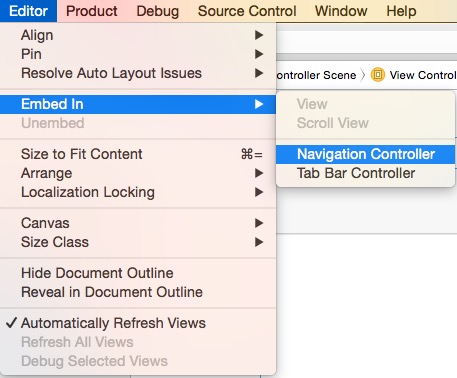 Editor Product Debug Source Control Window Help
Align
Pin
Resolve Auto Layout Issues
ontroller Scene 〉 View Control
Embed In
View
Unembed
Scroll View
Size to Fit Content ⌘=
Navigation Controller
Arrange
Tab Bar Controller
Localization Locking
Canvas
Size Class
Hide Document Outline
Reveal in Document Outline
✓ Automatically Refresh Views
Refresh All Views
Debug Selected Views